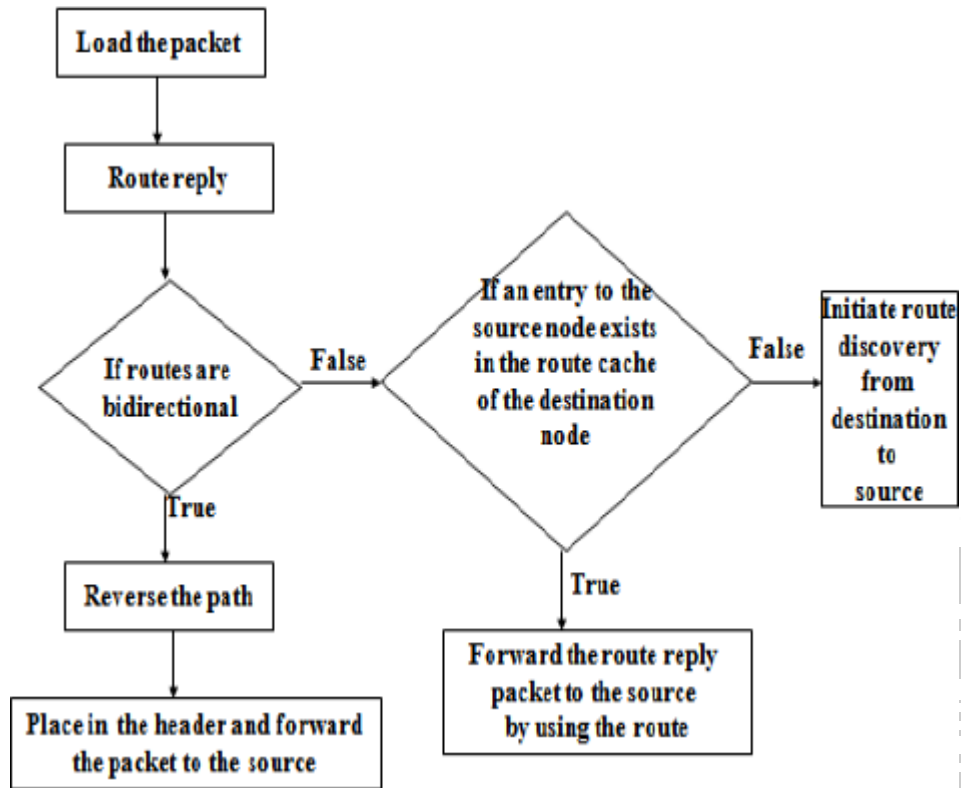 Load the packet
Route reply
If routes are
bidirectional
False
If an entry to the
source node exists
in the route cache
of the destination
node
False
Initiate route
discovery
from
destination
to
source
True
Reverse the path
Place in the header and forward
the packet to the source
True
Forward the route reply
packet to the source
by using the route